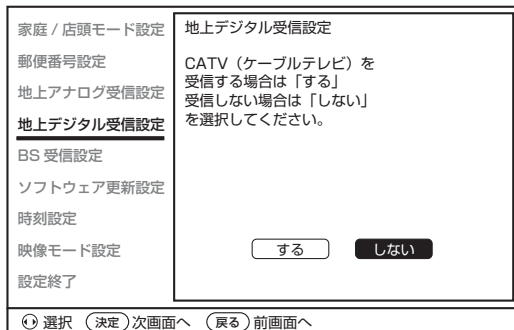 家庭 / 店頭モード設定
郵便番号設定
地上アナログ受信設定
地上デジタル受信設定
BS 受信設定
ソフトウェア更新設定
時刻設定
映像モード設定
設定終了
地上デジタル受信設定
CATV（ケーブルテレビ）を
受信する場合は「する」
受信しない場合は「しない」
を選択してください。
する しない
選択 決定 次画面へ 戻る 前画面へ